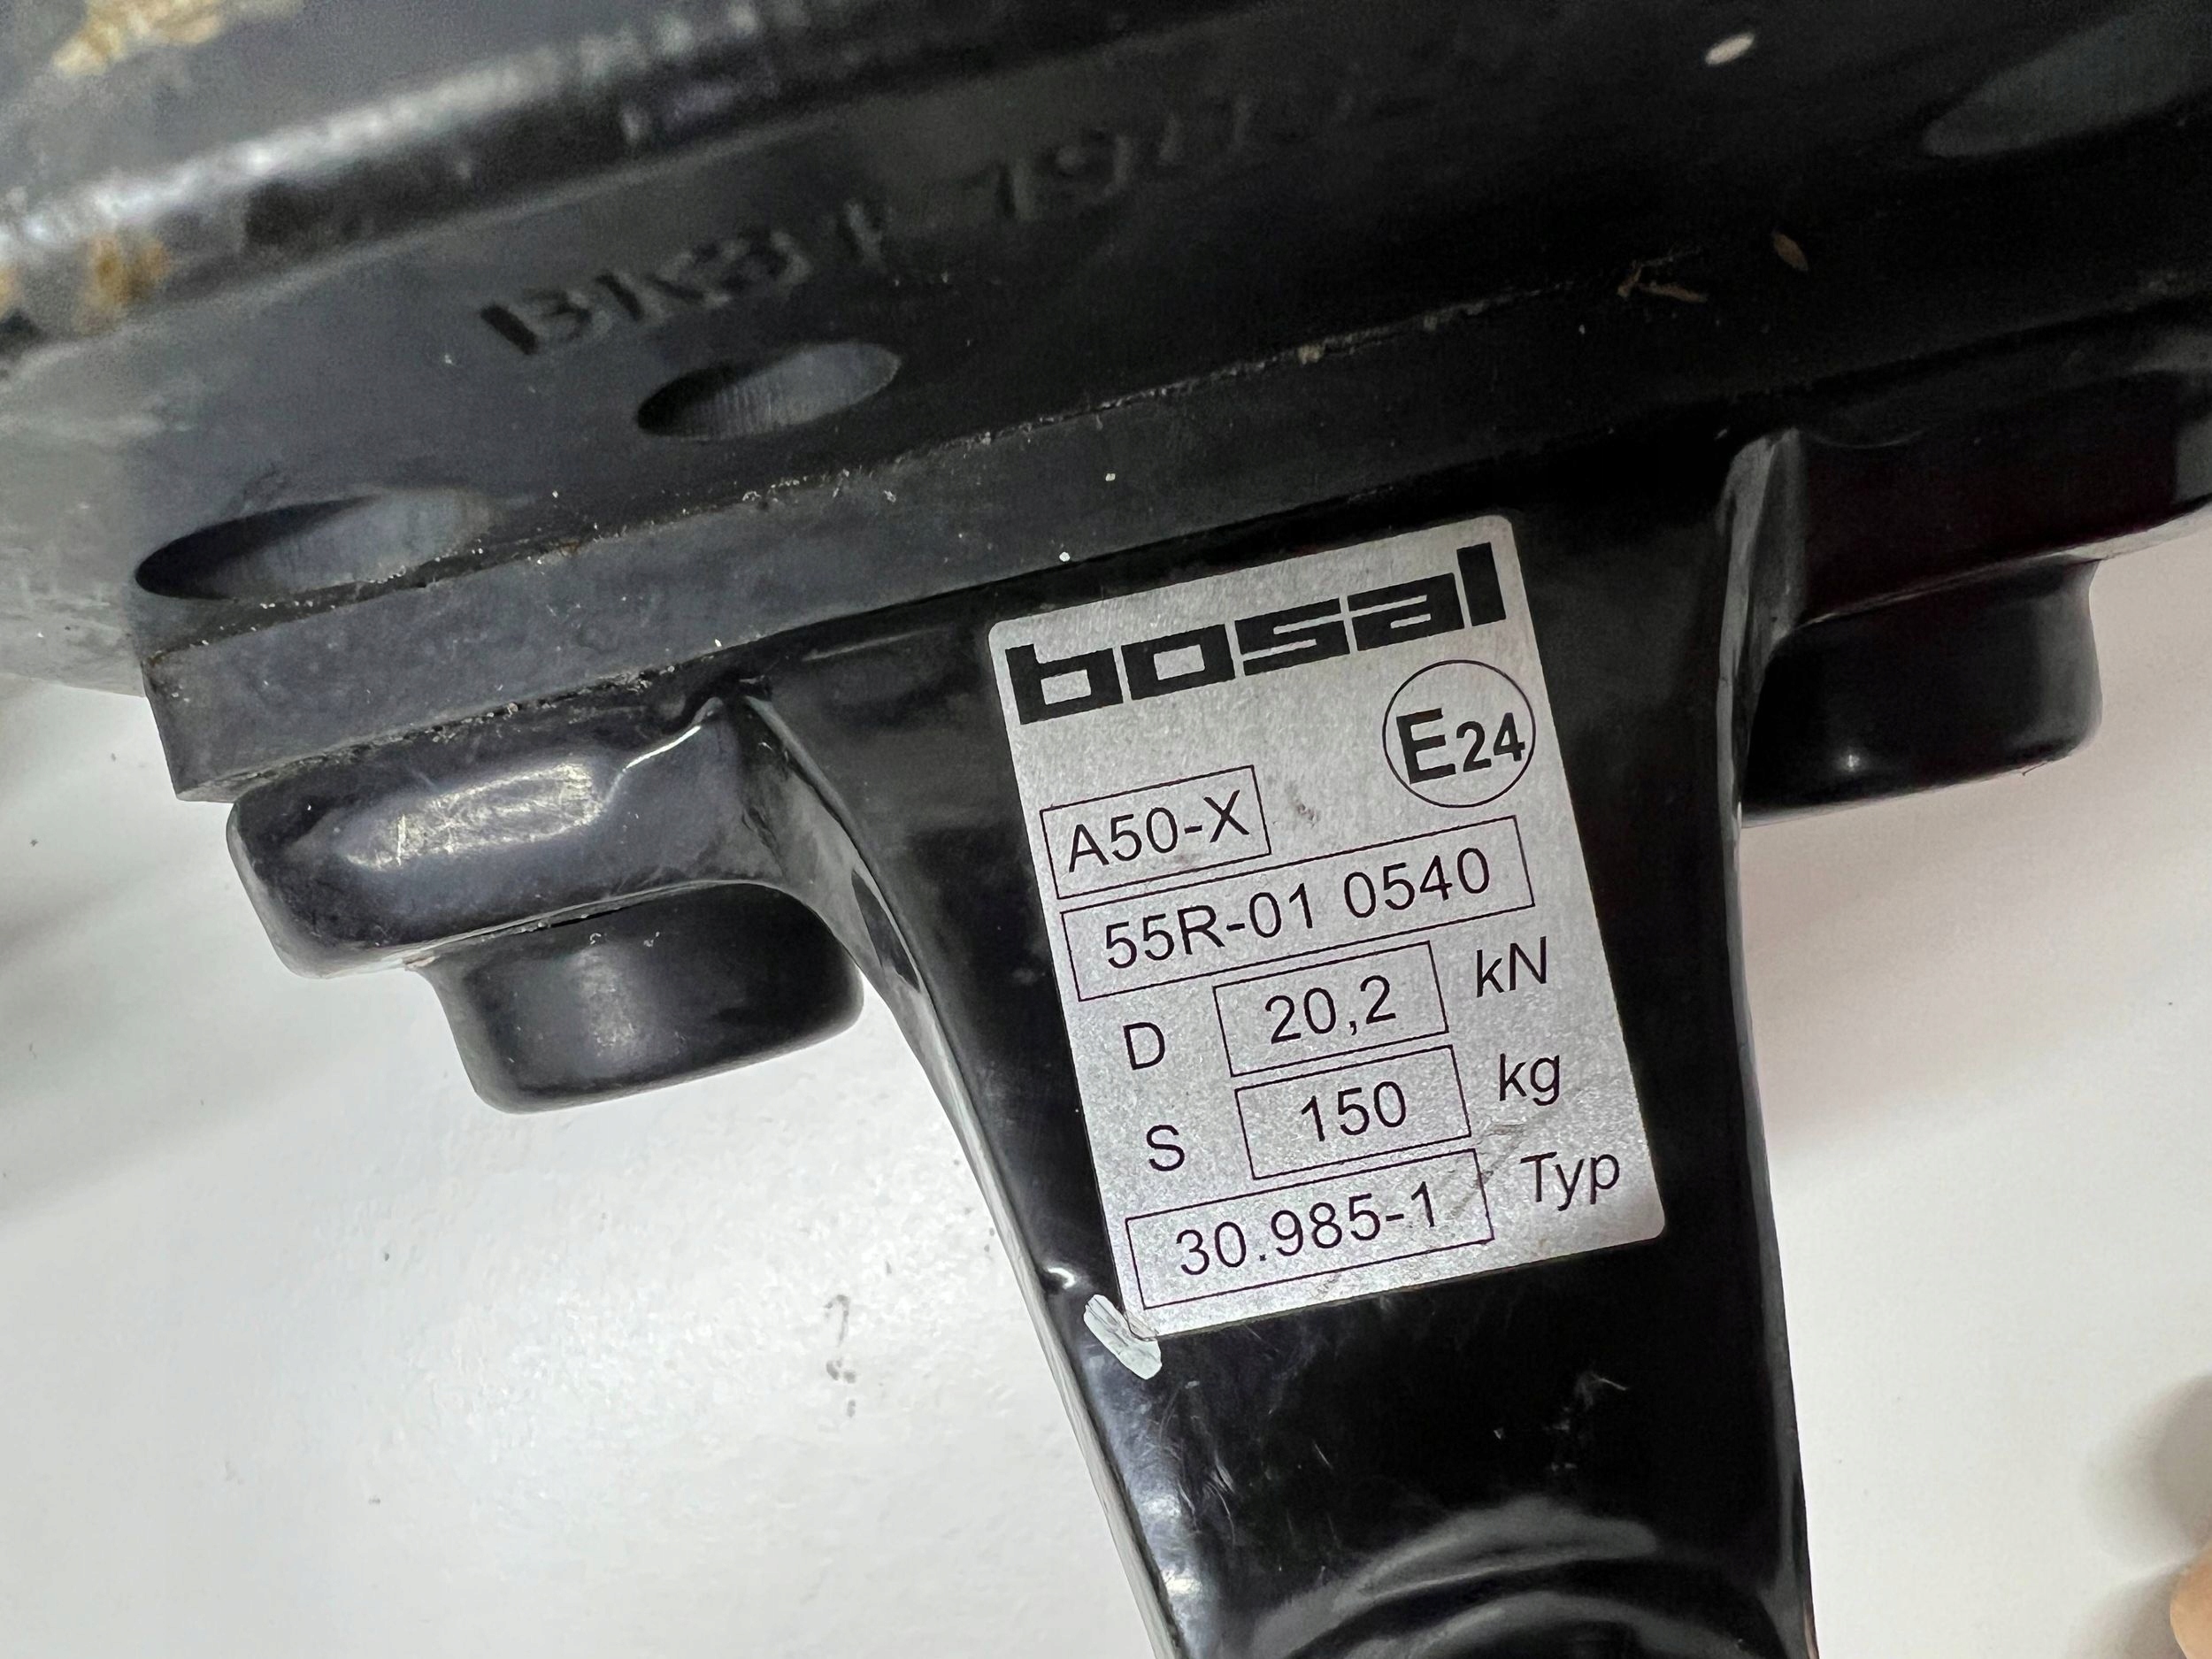 bosal
E24
A50-X
55R-01 0540
D 20,2 kN
S 150 kg
30.985-1 Typ